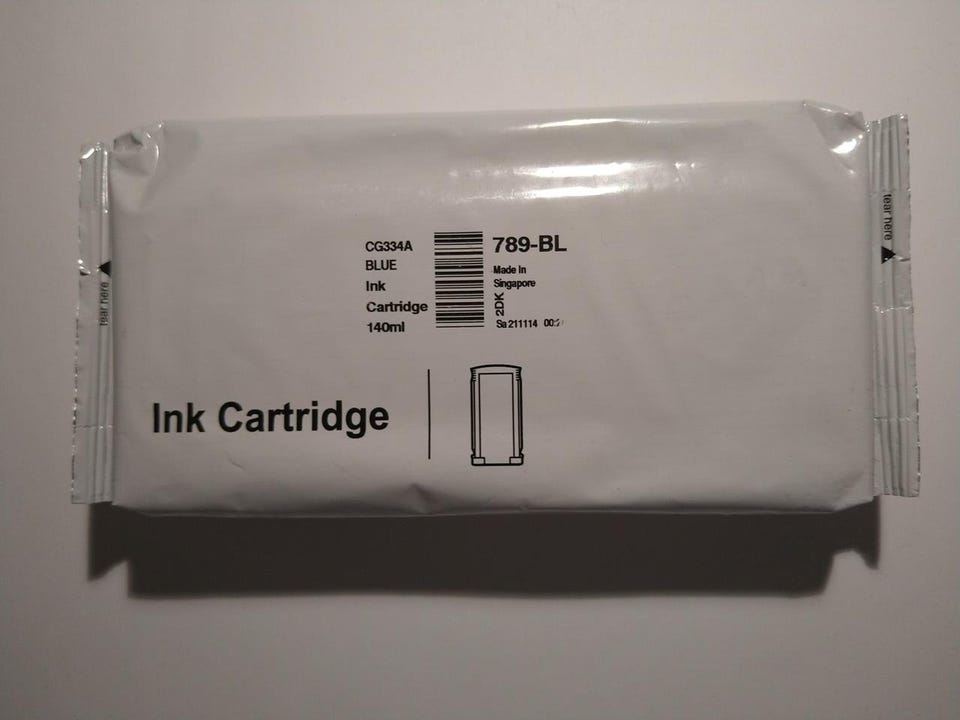 CG334A
BLUE
Ink
Cartridge
140ml
789-BL
Made In
Singapore
2DK
Sa 211114
Ink Cartridge
tear here
tear here